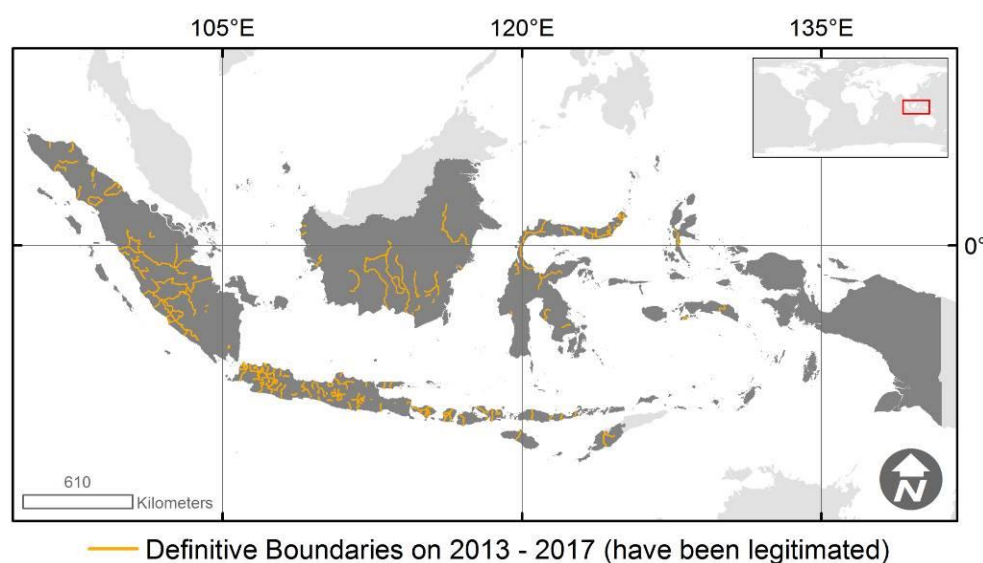 105°E 120°E 135°E
0°
610
Kilometers
N
Definitive Boundaries on 2013 - 2017 (have been legitimated)